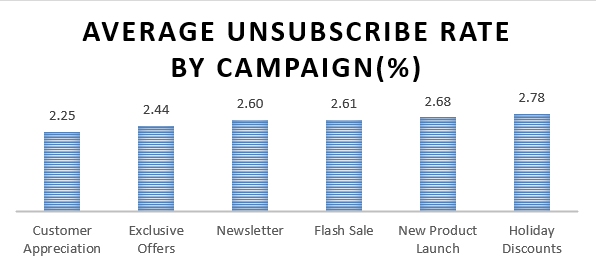 AVERAGE UNSUBSCRIBE RATE
BY CAMPAIGN(%)
2.25
2.44
2.60
2.61
2.68
2.78
Customer
Appreciation
Exclusive
Offers
Newsletter
Flash Sale
New Product
Launch
Holiday
Discounts